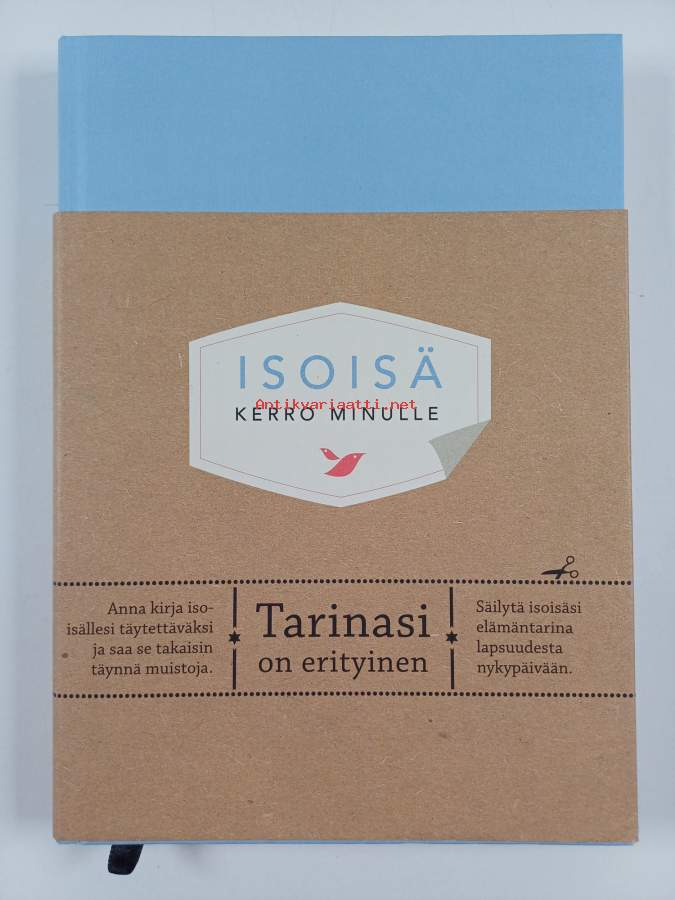 ISOISÄ
Antikvariaatti.net
KERRO MINULLE
Anna kirja iso-
isällesi täytettäväksi
ja saa se takaisin
täynnä muistoja.
Tarinasi
on erityinen
Säilytä isoisäsi
elämäntarina
lapsuudesta
nykypäivään.